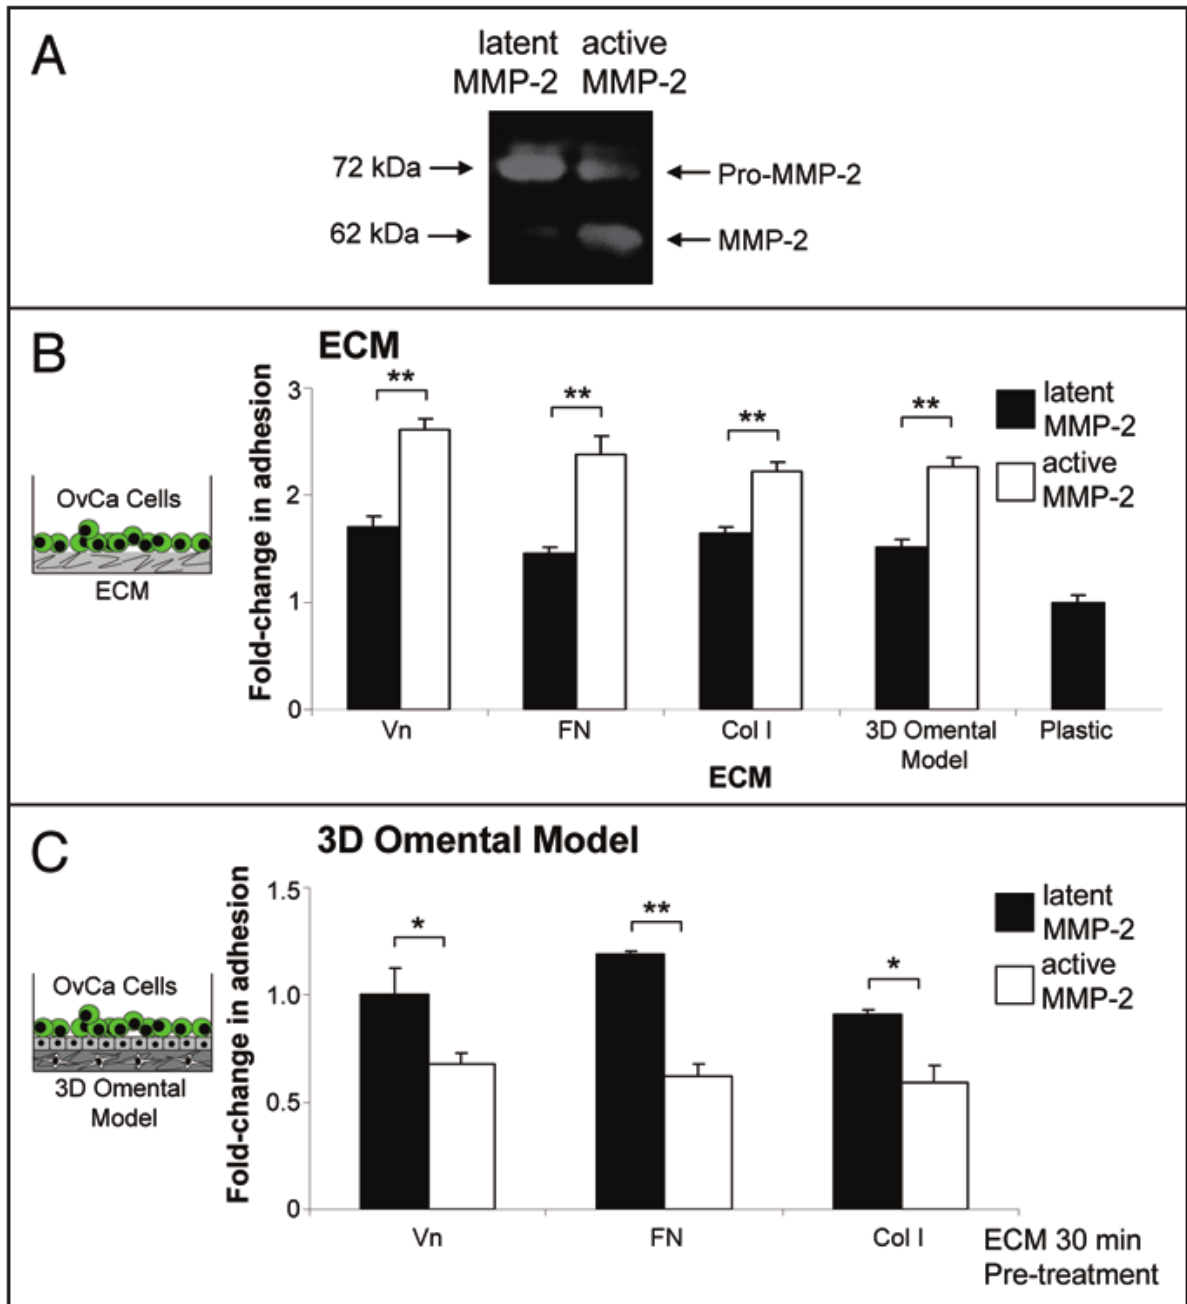 A
latent active
MMP-2 MMP-2
72 kDa
Pro-MMP-2
62 kDa
MMP-2
B
ECM
Fold-change in adhesion
3
2
1
0
** ** ** **
latent
MMP-2
active
MMP-2
OvCa Cells
ECM
Vn FN Col I 3D Omental Plastic
Model
ECM
C
3D Omental Model
Fold-change in adhesion
1.5
1.0
0.5
0
* ** *
latent
MMP-2
active
MMP-2
OvCa Cells
3D Omental
Model
Vn FN Col I ECM 30 min
Pre-treatment